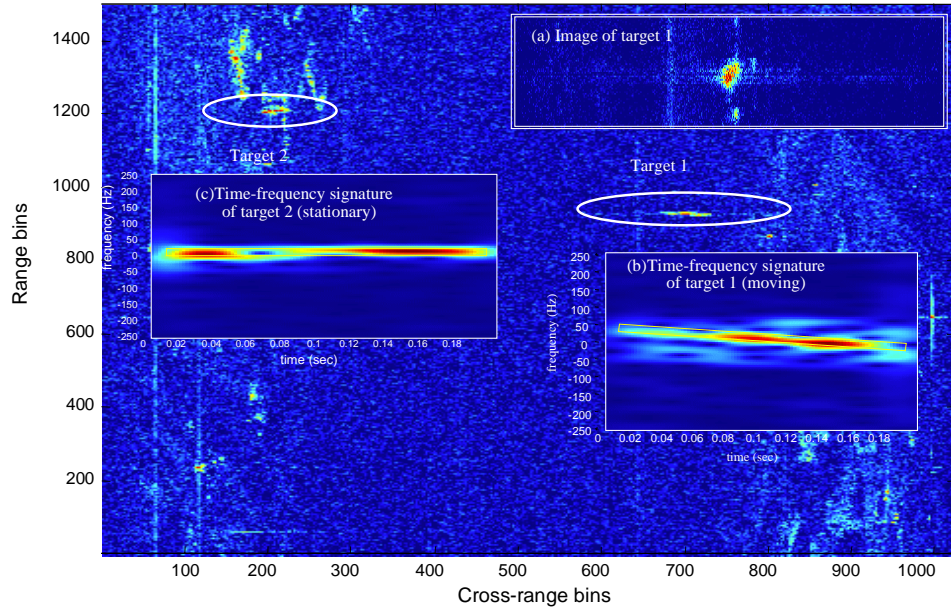 1400
1200
1000
800
600
400
200
Range bins
100
200
300
400
500
600
700
800
900
1000
Cross-range bins
(a) Image of target 1
Target 2
Target 1
(c)Time-frequency signature
of target 2 (stationary)
frequency (Hz)
250
200
150
100
50
0
-50
-100
-150
-200
-250
0 0.02 0.04 0.06 0.08 0.1 0.12 0.14 0.16 0.18
time (sec)
(b)Time-frequency signature
of target 1 (moving)
frequency (Hz)
250
200
150
100
50
0
-50
-100
-150
-200
-250
0 0.02 0.04 0.06 0.08 0.1 0.12 0.14 0.16 0.18
time (sec)